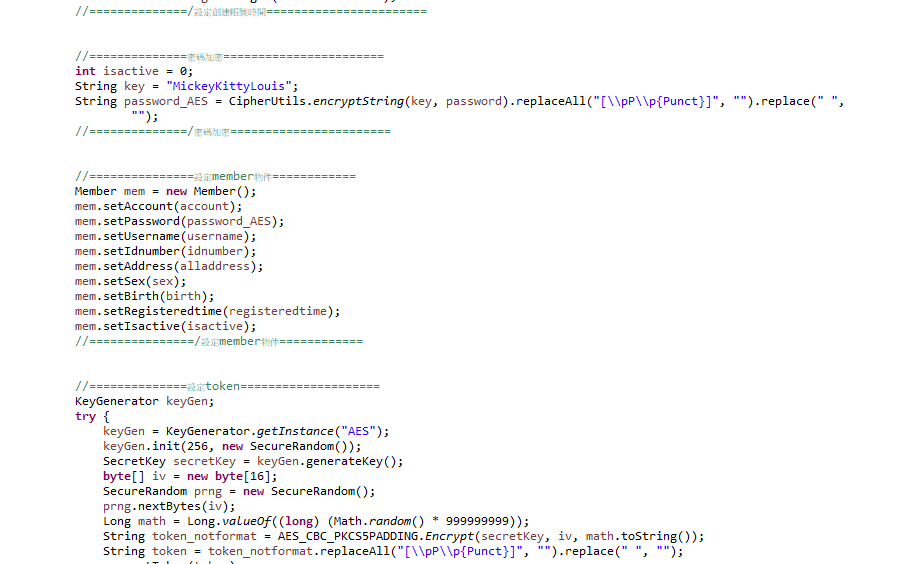 //==============/設定創建帳號時間=======================
//==============密碼加密=======================
int isactive = 0;
String key = "MickeyKittyLouis";
String password_AES = CipherUtils.encryptString(key, password).replaceAll("[\\pP\\p{Punct}]", "").replace(" ",
"");
//==============/密碼加密=======================
//===============設定member物件============
Member mem = new Member();
mem.setAccount(account);
mem.setPassword(password_AES);
mem.setUsername(username);
mem.setIdnumber(idnumber);
mem.setAddress(alladdress);
mem.setSex(sex);
mem.setBirth(birth);
mem.setRegisteredtime(registeredtime);
mem.setIsactive(isactive);
//===============/設定member物件============
//==============設定token====================
KeyGenerator keyGen;
try {
keyGen = KeyGenerator.getInstance("AES");
keyGen.init(256, new SecureRandom());
SecretKey secretKey = keyGen.generateKey();
byte[] iv = new byte[16];
SecureRandom prng = new SecureRandom();
prng.nextBytes(iv);
Long math = Long.valueOf((long) (Math.random() * 999999999));
String token_notformat = AES_CBC_PKCS5PADDING.Encrypt(secretKey, iv, math.toString());
String token = token_notformat.replaceAll("[\\pP\\p{Punct}]", "").replace(" ", "");